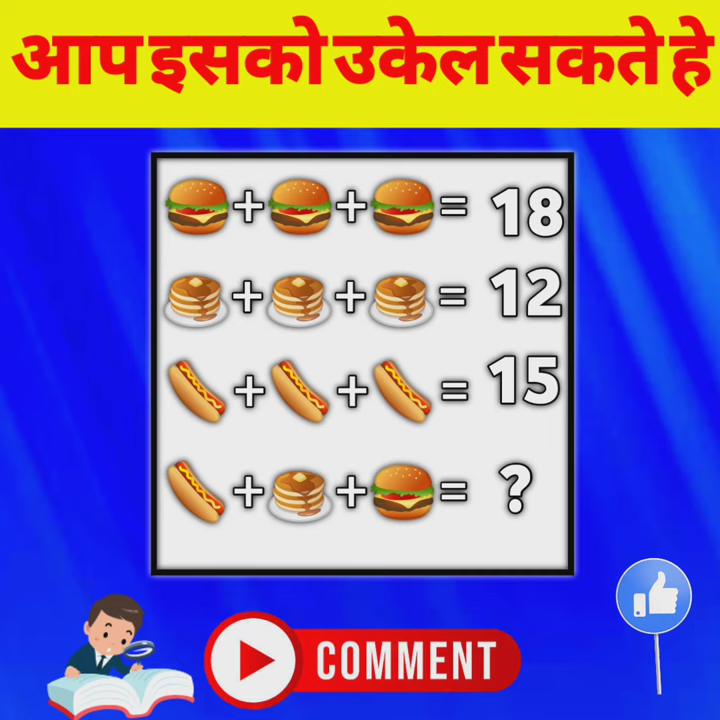 आप इसको उकेल सकते हे
+ + = 18
+ + = 12
+ + = 15
+ + = ?
COMMENT